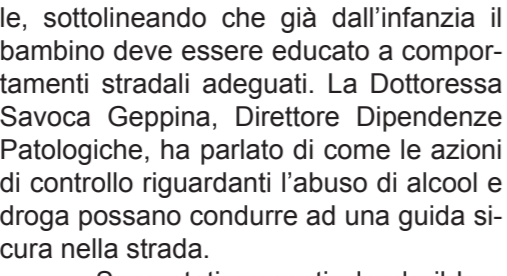 le, sottolineando che già dall’infanzia il
bambino deve essere educato a compor-
tamenti stradali adeguati. La Dottoressa
Savoca Geppina, Direttore Dipendenze
Patologiche, ha parlato di come le azioni
di controllo riguardanti l’abuso di alcool e
droga possano condurre ad una guida si-
cura nella strada.